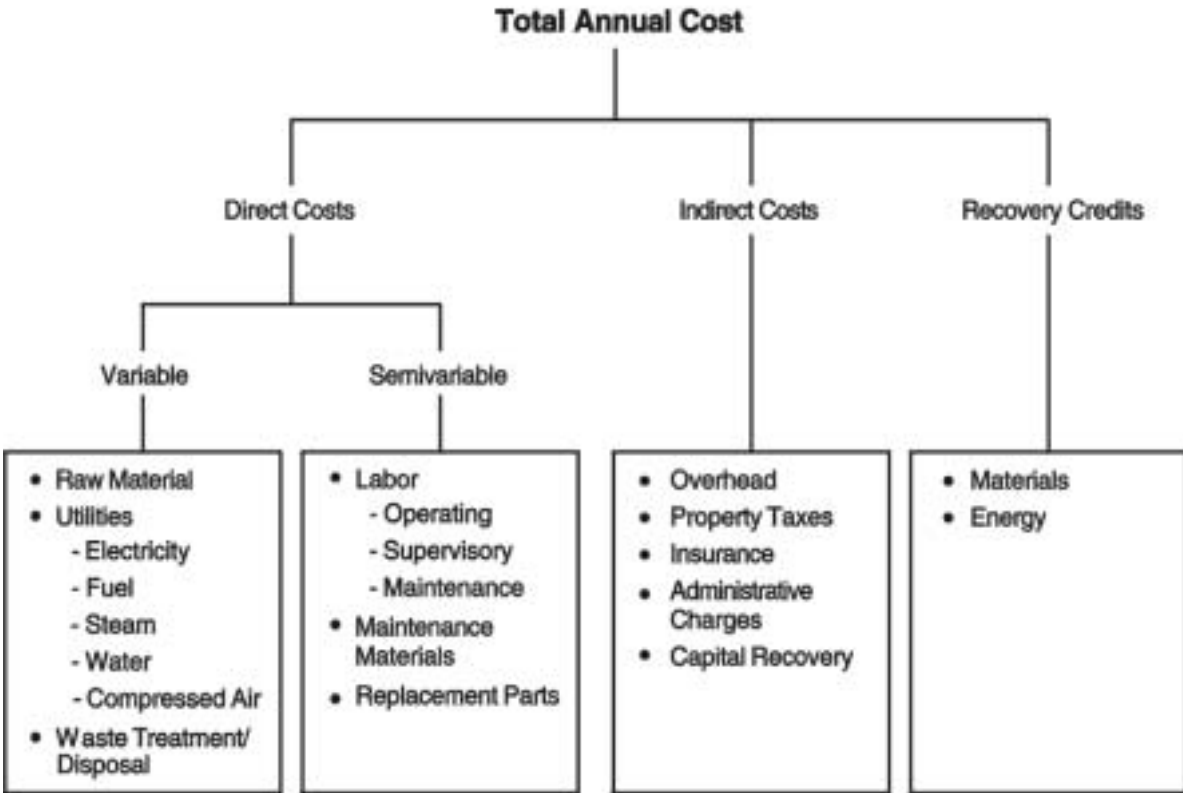 Total Annual Cost
Direct Costs
Indirect Costs
Recovery Credits
Variable
Semivariable
• Raw Material
• Utilities
- Electricity
- Fuel
- Steam
- Water
- Compressed Air
• Waste Treatment/
Disposal
• Labor
- Operating
- Supervisory
- Maintenance
• Maintenance
Materials
• Replacement Parts
• Overhead
• Property Taxes
• Insurance
• Administrative
Charges
• Capital Recovery
• Materials
• Energy